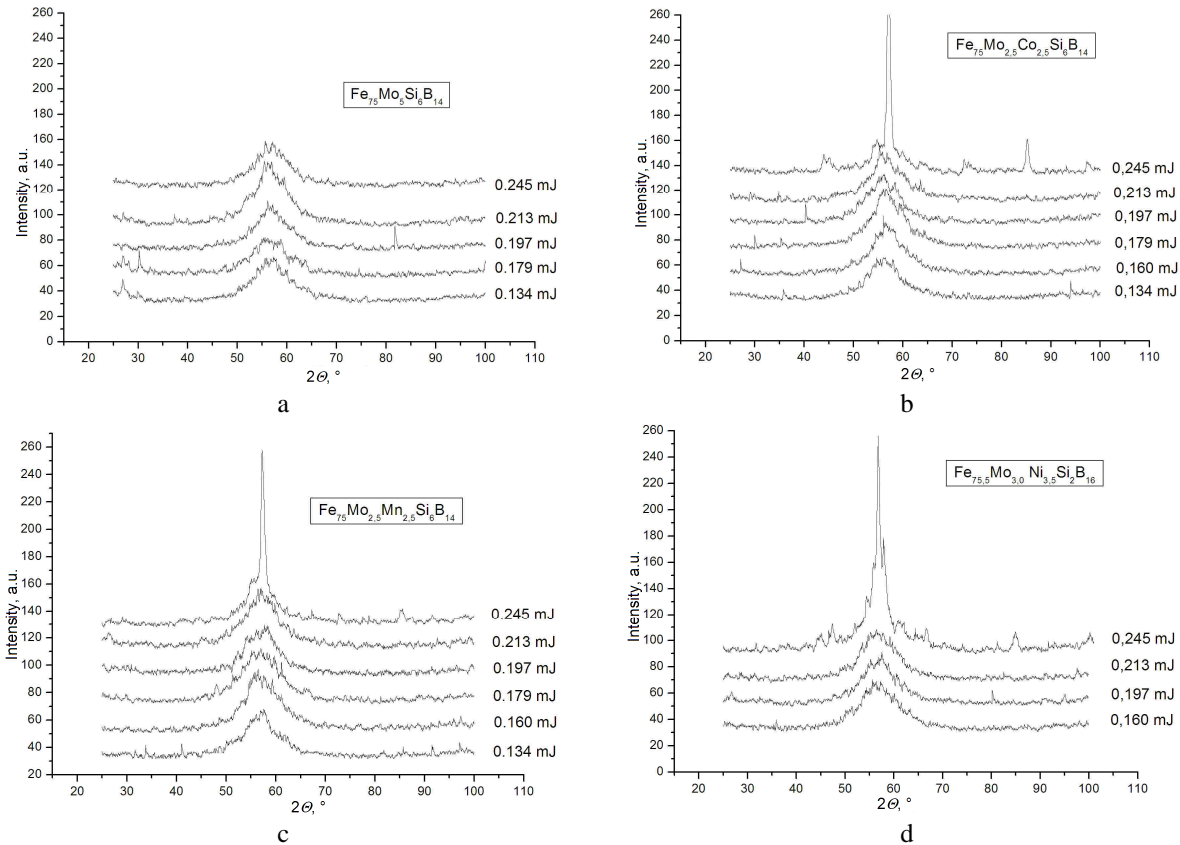 260
240
220
200
180
160
140
120
100
80
60
40
20
0
Intensity, a.u.
Fe75Mo5Si6B14
0.245 mJ
0.213 mJ
0.197 mJ
0.179 mJ
0.134 mJ
20 30 40 50 60 70 80 90 100 110
2Θ, °
a
260
240
220
200
180
160
140
120
100
80
60
40
20
0
Intensity, a.u.
Fe75Mo2,5Co2,5Si6B14
0,245 mJ
0,213 mJ
0,197 mJ
0,179 mJ
0,160 mJ
0,134 mJ
20 30 40 50 60 70 80 90 100 110
2Θ, °
b
260
240
220
200
180
160
140
120
100
80
60
40
20
Intensity, a.u.
Fe75Mo2,5Mn2,5Si6B14
0.245 mJ
0.213 mJ
0.197 mJ
0.179 mJ
0.160 mJ
0.134 mJ
20 30 40 50 60 70 80 90 100 110
2Θ, °
c
260
240
220
200
180
160
140
120
100
80
60
40
20
0
Intensity, a.u.
Fe75,5Mo3,0 Ni3,5Si2B16
0,245 mJ
0,213 mJ
0,197 mJ
0,160 mJ
20 30 40 50 60 70 80 90 100 110
2Θ, °
d